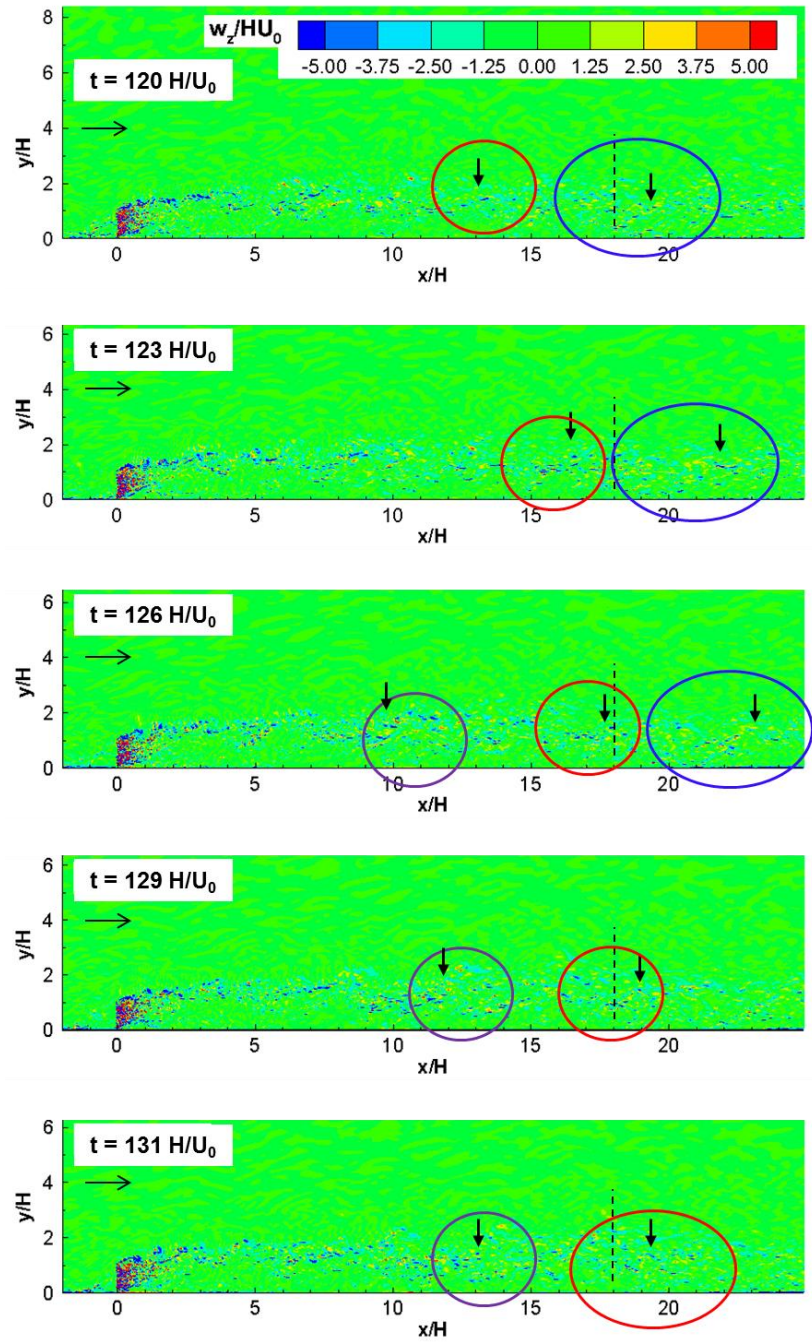 w_z/HU_0
-5.00 -3.75 -2.50 -1.25 0.00 1.25 2.50 3.75 5.00
t = 120 H/U_0
y/H
8
6
4
2
0
0 5 10 15 20
x/H
t = 123 H/U_0
y/H
6
4
2
0
0 5 10 15 20
x/H
t = 126 H/U_0
y/H
6
4
2
0
0 5 10 15 20
x/H
t = 129 H/U_0
y/H
6
4
2
0
0 5 10 15 20
x/H
t = 131 H/U_0
y/H
6
4
2
0
0 5 10 15 20
x/H